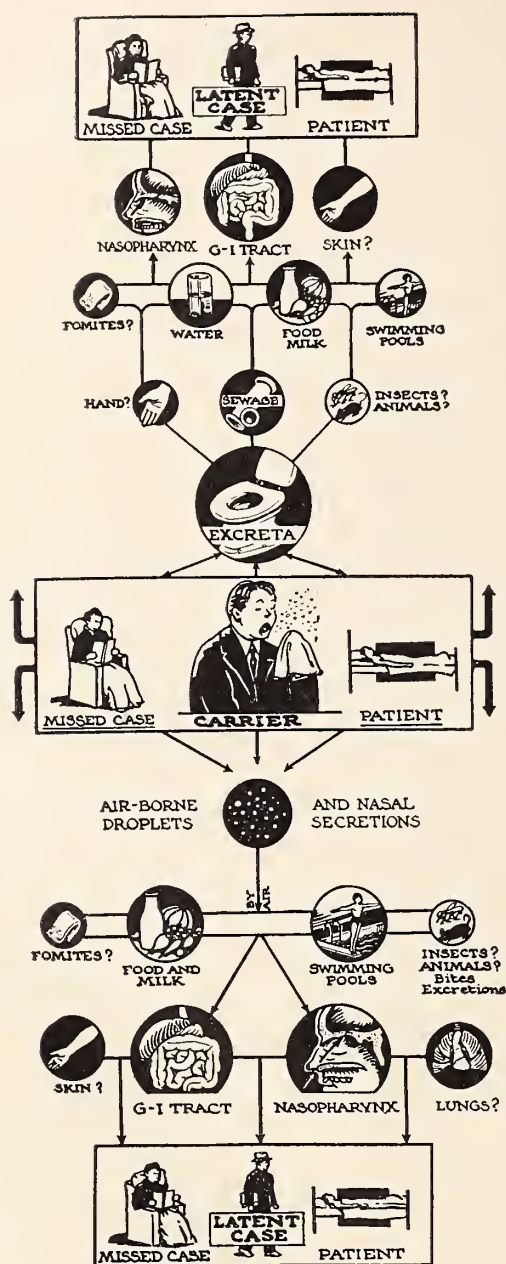 MISSED CASE
LATENT
CASE
PATIENT
NASOPHARYNX
G-I TRACT
SKIN?
FOMITES?
WATER
FOOD
MILK
SWIMMING
POOLS
HAND?
SEWAGE
INSECTS?
ANIMALS?
EXCRETA
MISSED CASE
CARRIER
PATIENT
AIR-BORNE
DROPLETS
AND NASAL
SECRETIONS
BY AIR
FOMITES?
FOOD AND
MILK
SWIMMING
POOLS
INSECTS?
ANIMALS?
Bites
Excretions
SKIN?
G-I TRACT
NASOPHARYNX
LUNGS?
MISSED CASE
LATENT
CASE
PATIENT